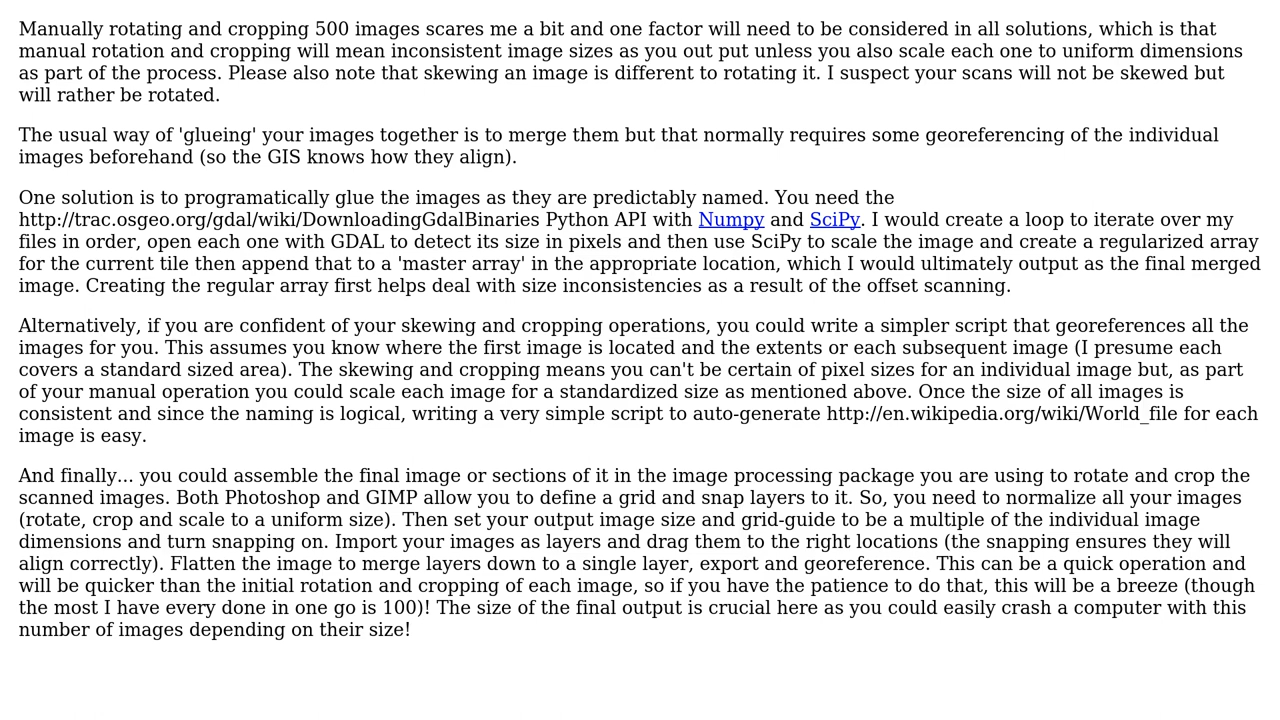 Manually rotating and cropping 500 images scares me a bit and one factor will need to be considered in all solutions, which is that
manual rotation and cropping will mean inconsistent image sizes as you out put unless you also scale each one to uniform dimensions
as part of the process. Please also note that skewing an image is different to rotating it. I suspect your scans will not be skewed but
will rather be rotated.
The usual way of 'glueing' your images together is to merge them but that normally requires some georeferencing of the individual
images beforehand (so the GIS knows how they align).
One solution is to programatically glue the images as they are predictably named. You need the
http://trac.osgeo.org/gdal/wiki/DownloadingGdalBinaries Python API with Numpy and SciPy. I would create a loop to iterate over my
files in order, open each one with GDAL to detect its size in pixels and then use SciPy to scale the image and create a regularized array
for the current tile then append that to a 'master array' in the appropriate location, which I would ultimately output as the final merged
image. Creating the regular array first helps deal with size inconsistencies as a result of the offset scanning.
Alternatively, if you are confident of your skewing and cropping operations, you could write a simpler script that georeferences all the
images for you. This assumes you know where the first image is located and the extents or each subsequent image (I presume each
covers a standard sized area). The skewing and cropping means you can't be certain of pixel sizes for an individual image but, as part
of your manual operation you could scale each image for a standardized size as mentioned above. Once the size of all images is
consistent and since the naming is logical, writing a very simple script to auto-generate http://en.wikipedia.org/wiki/World_file for each
image is easy.
And finally... you could assemble the final image or sections of it in the image processing package you are using to rotate and crop the
scanned images. Both Photoshop and GIMP allow you to define a grid and snap layers to it. So, you need to normalize all your images
(rotate, crop and scale to a uniform size). Then set your output image size and grid-guide to be a multiple of the individual image
dimensions and turn snapping on. Import your images as layers and drag them to the right locations (the snapping ensures they will
align correctly). Flatten the image to merge layers down to a single layer, export and georeference. This can be a quick operation and
will be quicker than the initial rotation and cropping of each image, so if you have the patience to do that, this will be a breeze (though
the most I have every done in one go is 100)! The size of the final output is crucial here as you could easily crash a computer with this
number of images depending on their size!